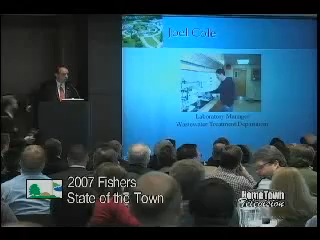 Joel Cole
Laboratory Manager
Wastewater Treatment Department
2007 Fishers
State of the Town
HomeTown
Television